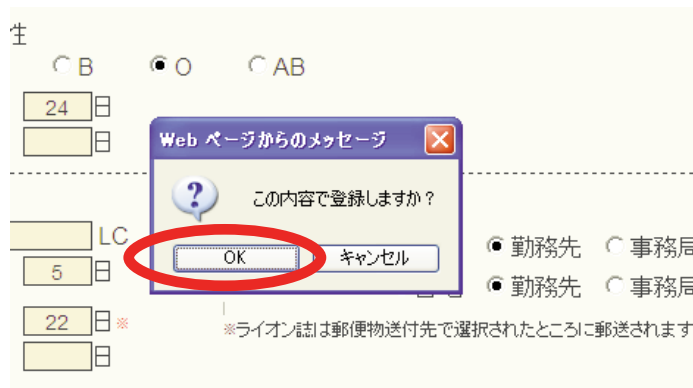 性
B O AB
24 日
日
Web ページからのメッセージ
この内容で登録しますか？
OK キャンセル
LC
5 日
勤務先 事務局
勤務先 事務局
22 日※
※ライオン誌は郵便物送付先で選択されたところに郵送されます
日